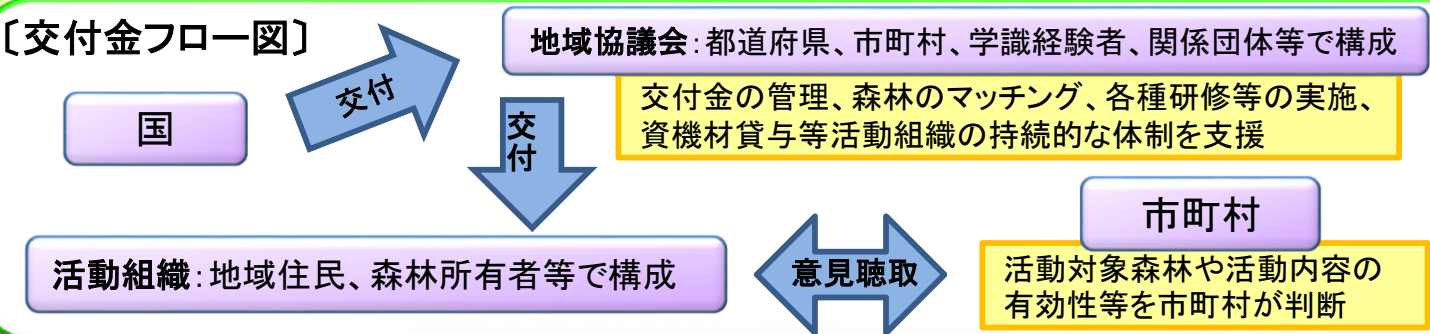 〔交付金フロー図〕
地域協議会:都道府県、市町村、学識経験者、関係団体等で構成
交付
交付金の管理、森林のマッチング、各種研修等の実施、
資機材貸与等活動組織の持続的な体制を支援
国
交付
市町村
活動組織:地域住民、森林所有者等で構成
意見聴取
活動対象森林や活動内容の
有効性等を市町村が判断